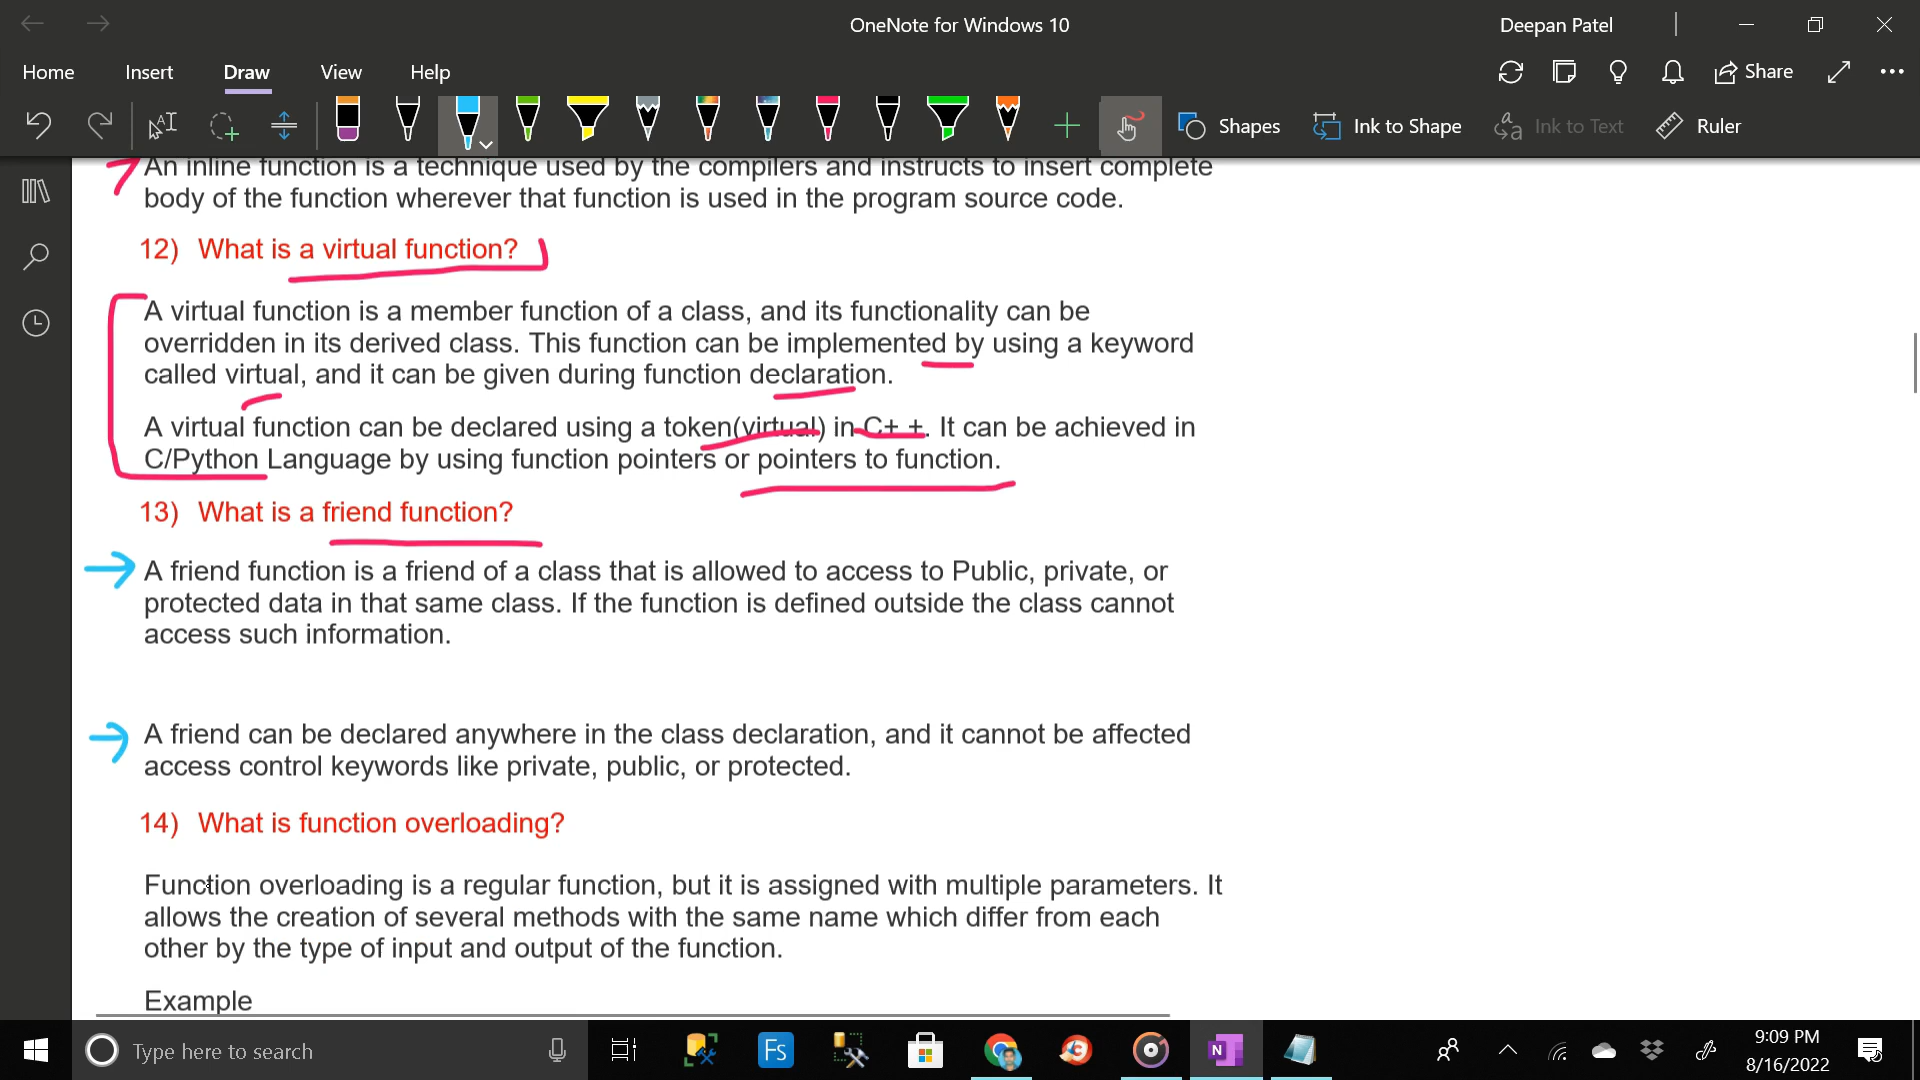 OneNote for Windows 10
Deepan Patel
Home Insert Draw View Help
Share
Shapes Ink to Shape Ink to Text Ruler
An inline function is a technique used by the compilers and instructs to insert complete
body of the function wherever that function is used in the program source code.
12) What is a virtual function?
A virtual function is a member function of a class, and its functionality can be
overridden in its derived class. This function can be implemented by using a keyword
called virtual, and it can be given during function declaration.
A virtual function can be declared using a token(virtual) in C+ +. It can be achieved in
C/Python Language by using function pointers or pointers to function.
13) What is a friend function?
A friend function is a friend of a class that is allowed to access to Public, private, or
protected data in that same class. If the function is defined outside the class cannot
access such information.
A friend can be declared anywhere in the class declaration, and it cannot be affected
access control keywords like private, public, or protected.
14) What is function overloading?
Function overloading is a regular function, but it is assigned with multiple parameters. It
allows the creation of several methods with the same name which differ from each
other by the type of input and output of the function.
Example
Type here to search
Fs
N
9:09 PM
8/16/2022